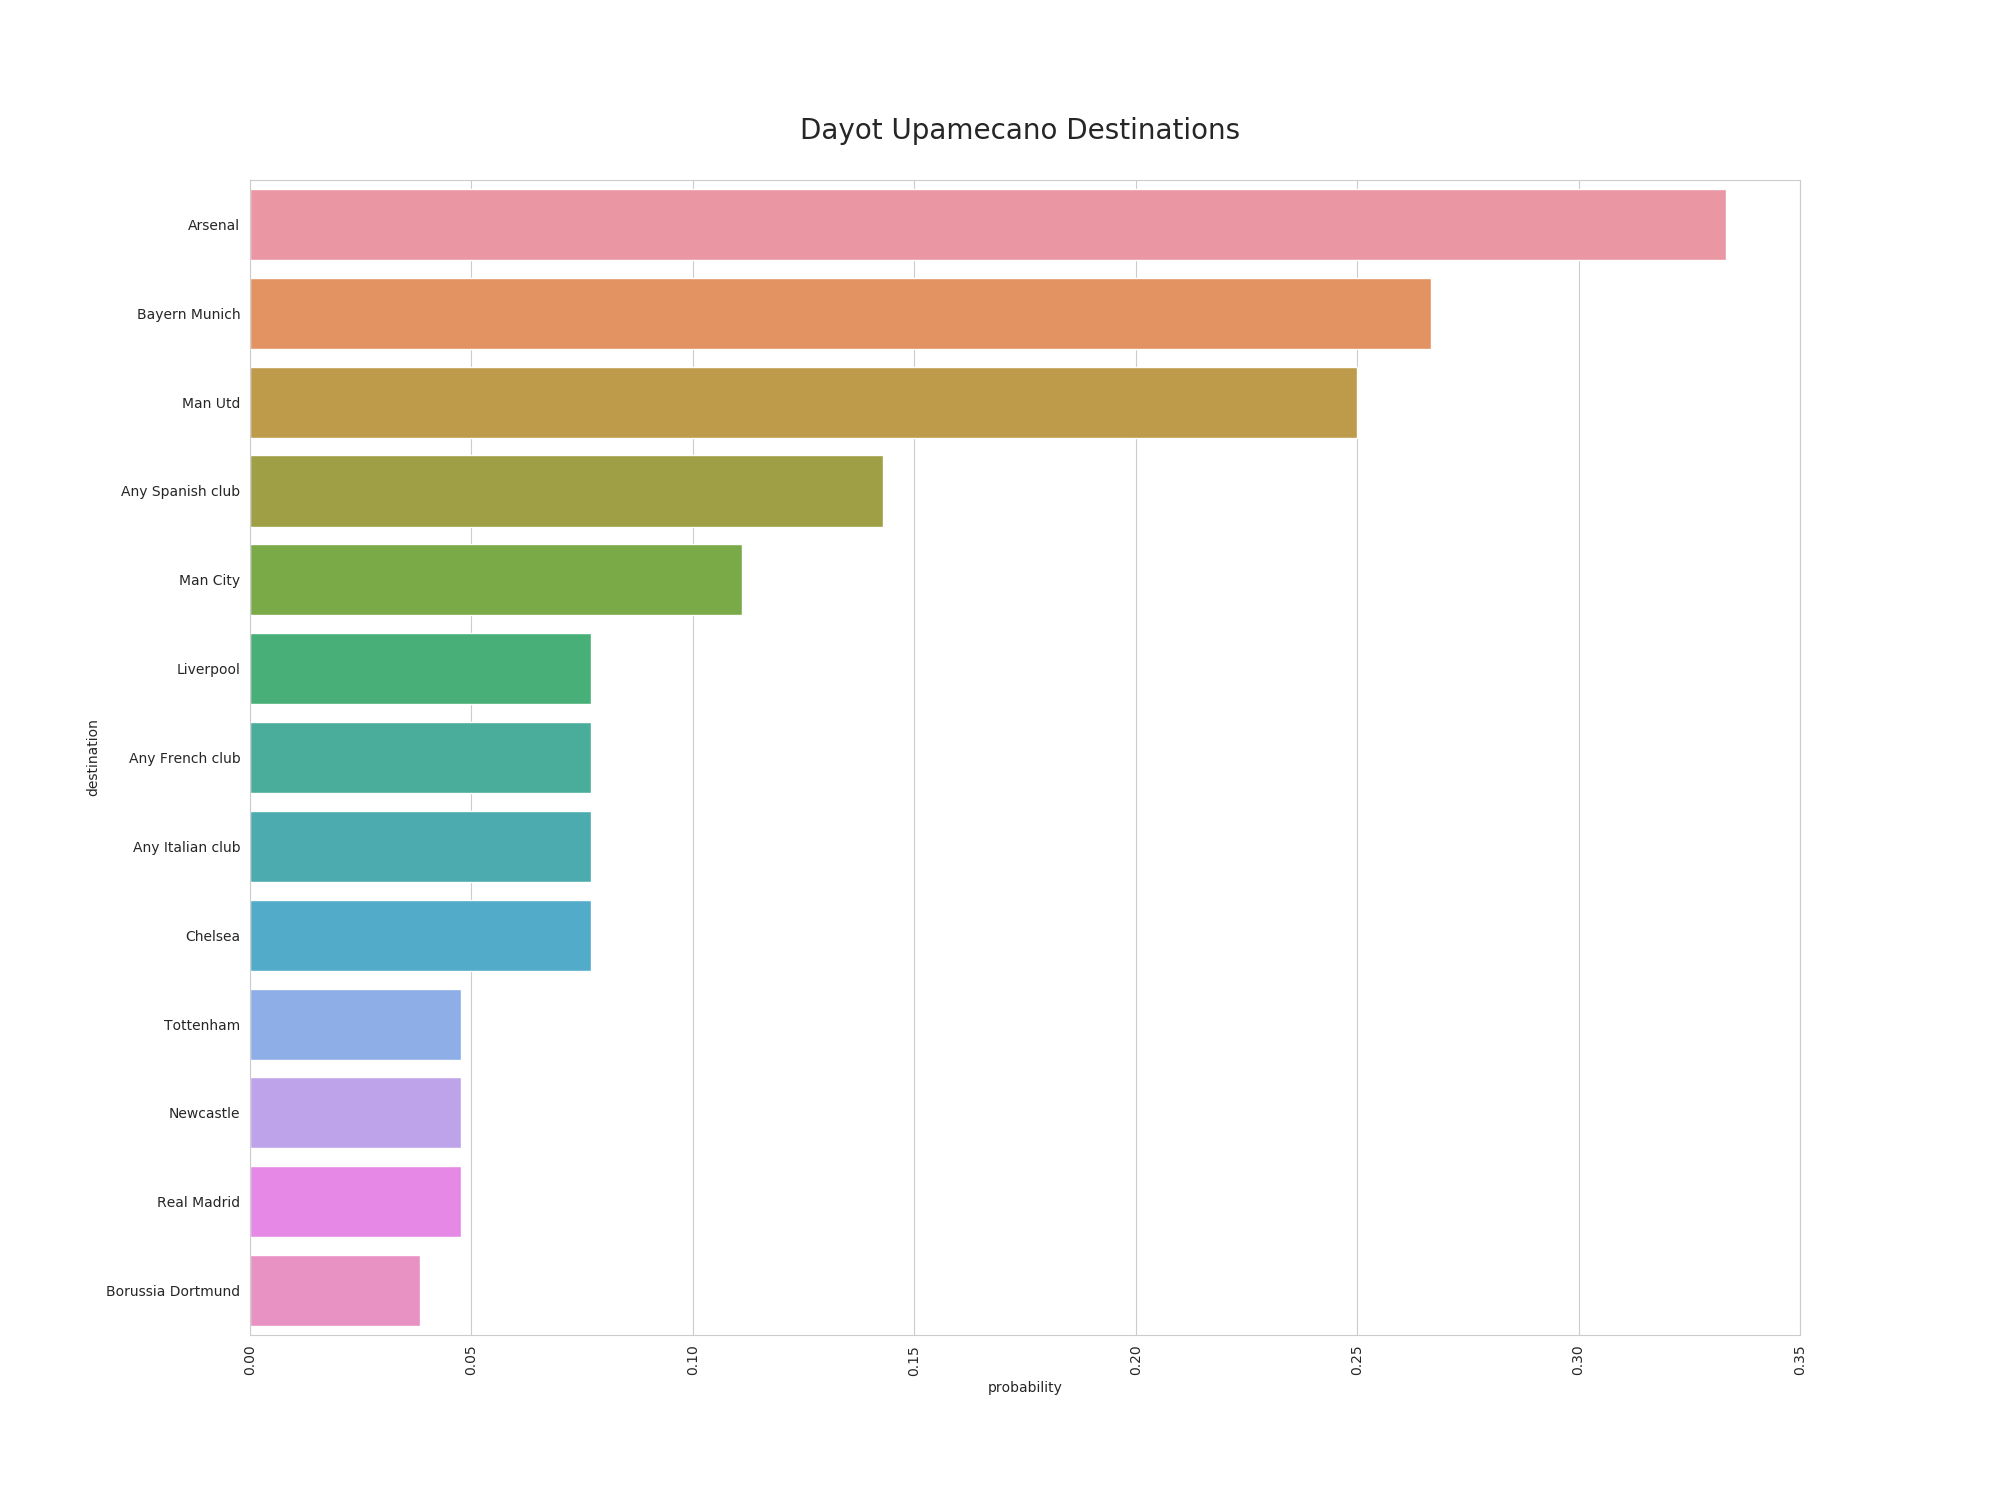 Dayot Upamecano Destinations
Arsenal
Bayern Munich
Man Utd
Any Spanish club
Man City
Liverpool
Any French club
Any Italian club
Chelsea
Tottenham
Newcastle
Real Madrid
Borussia Dortmund
destination
0.00
0.05
0.10
0.15
0.20
0.25
0.30
0.35
probability